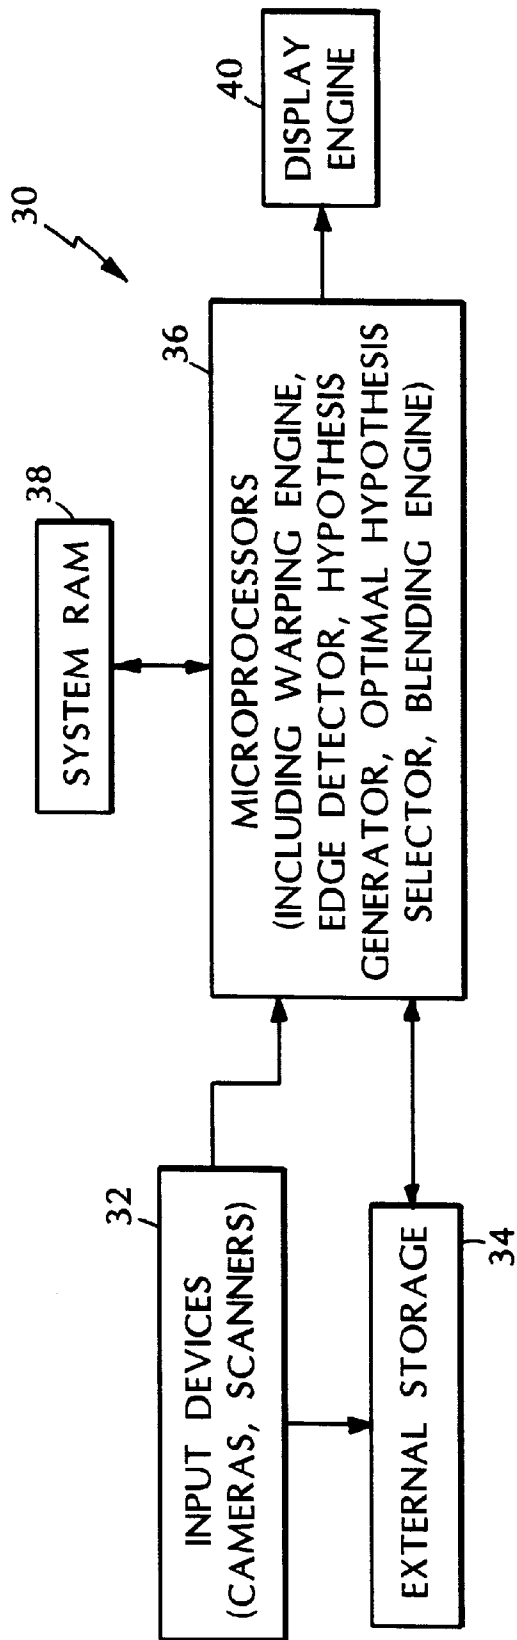 30
32
INPUT DEVICES
(CAMERAS, SCANNERS)
EXTERNAL STORAGE
34
SYSTEM RAM
38
36
MICROPROCESSORS
(INCLUDING WARPING ENGINE,
EDGE DETECTOR, HYPOTHESIS
GENERATOR, OPTIMAL HYPOTHESIS
SELECTOR, BLENDING ENGINE)
40
DISPLAY
ENGINE